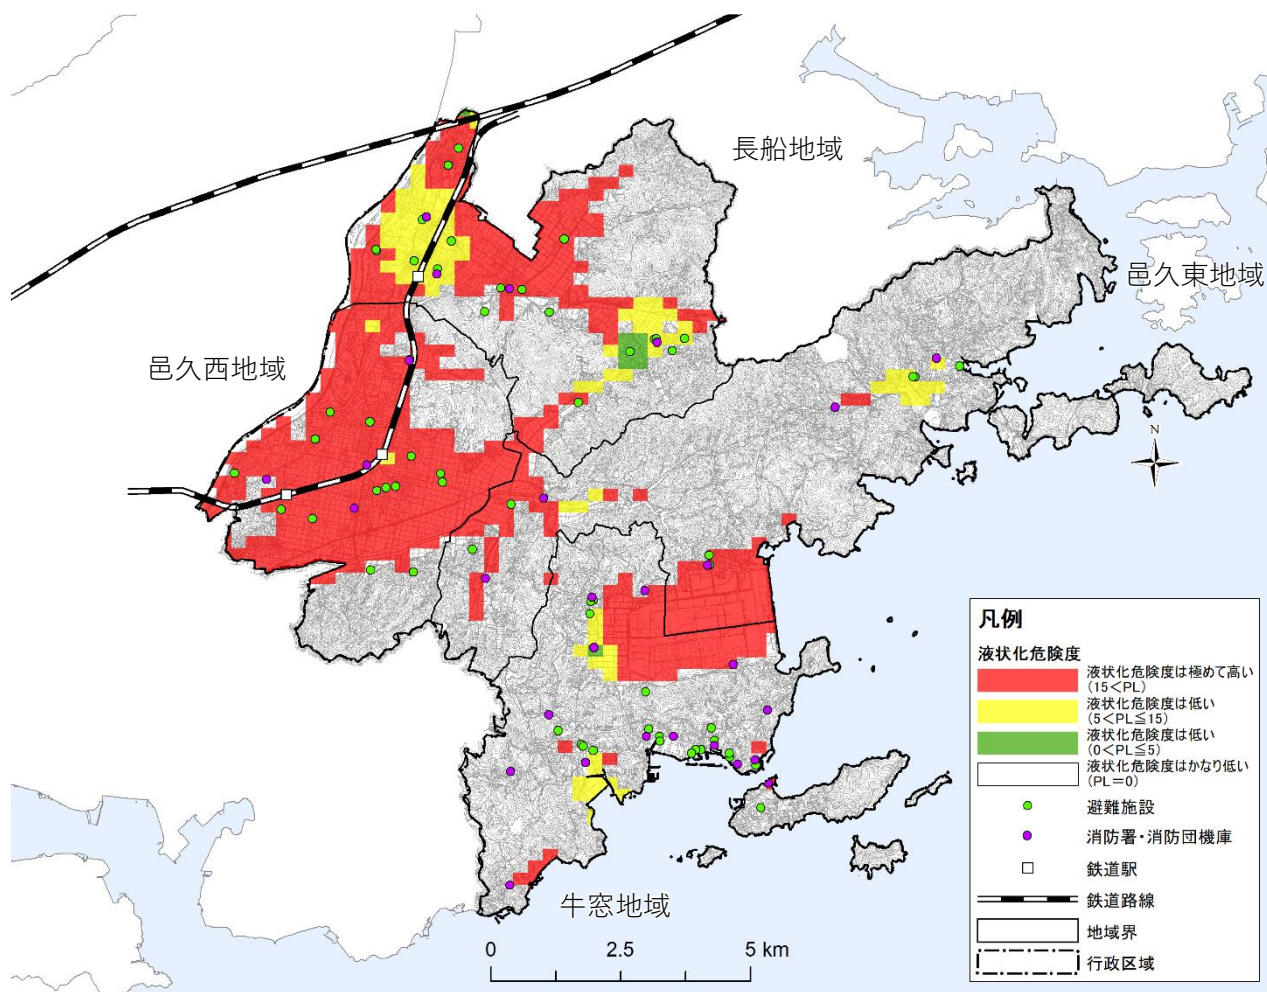 長船地域
邑久東地域
邑久西地域
N
凡例
液状化危険度
液状化危険度は極めて高い
(15<PL)
液状化危険度は低い
(5<PL≦15)
液状化危険度は低い
(0<PL≦5)
液状化危険度はかなり低い
(PL=0)
避難施設
消防署・消防団機庫
鉄道駅
鉄道路線
地域界
行政区域
牛窓地域
0 2.5 5 km